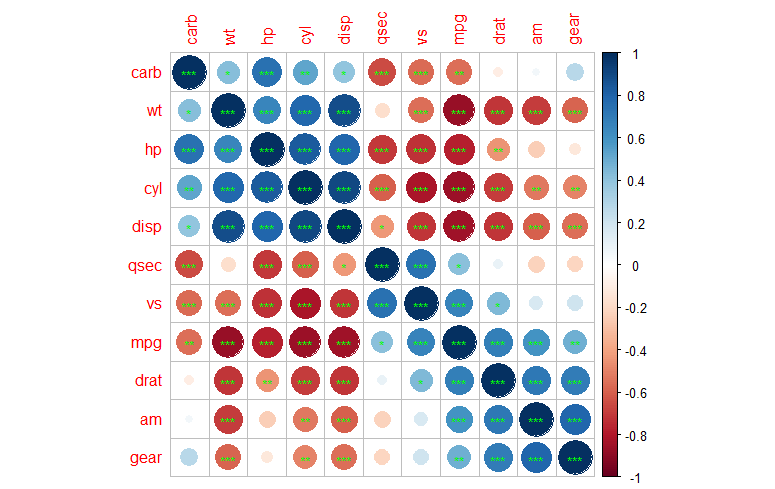 carb wt hp cyl disp qsec vs mpg drat am gear
carb *** * *** ** * *** *** **
wt * *** *** *** *** *** *** *** *** ***
hp *** *** *** *** *** *** *** *** **
cyl ** *** *** *** *** *** *** *** *** ** **
disp * *** *** *** *** * *** *** *** *** ***
qsec *** *** *** * *** *** *
vs *** *** *** *** *** *** *** *** *
mpg ** *** *** *** *** * *** *** *** *** **
drat *** ** *** *** * *** *** *** ***
am *** ** *** *** *** *** ***
gear *** ** *** ** *** *** ***
1
0.8
0.6
0.4
0.2
0
-0.2
-0.4
-0.6
-0.8
-1